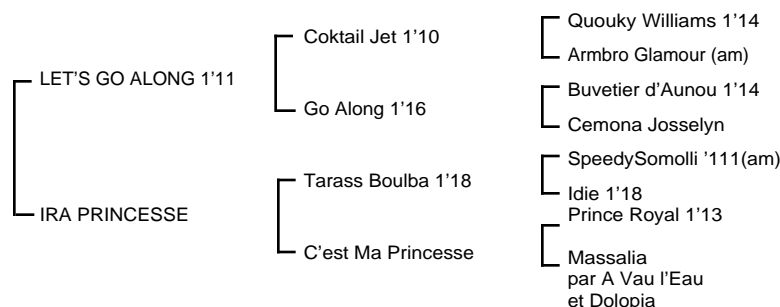 Quouky Williams 1’14
Coktail Jet 1’10
Armbro Glamour (am)
LET’S GO ALONG 1’11
Buvetier d’Aunou 1’14
Go Along 1’16
Cemona Josselyn
SpeedySomolli ’111(am)
Tarass Boulba 1’18
Idie 1’18
IRA PRINCESSE
Prince Royal 1’13
C’est Ma Princesse
Massalia
par A Vau l’Eau
et Dolopia